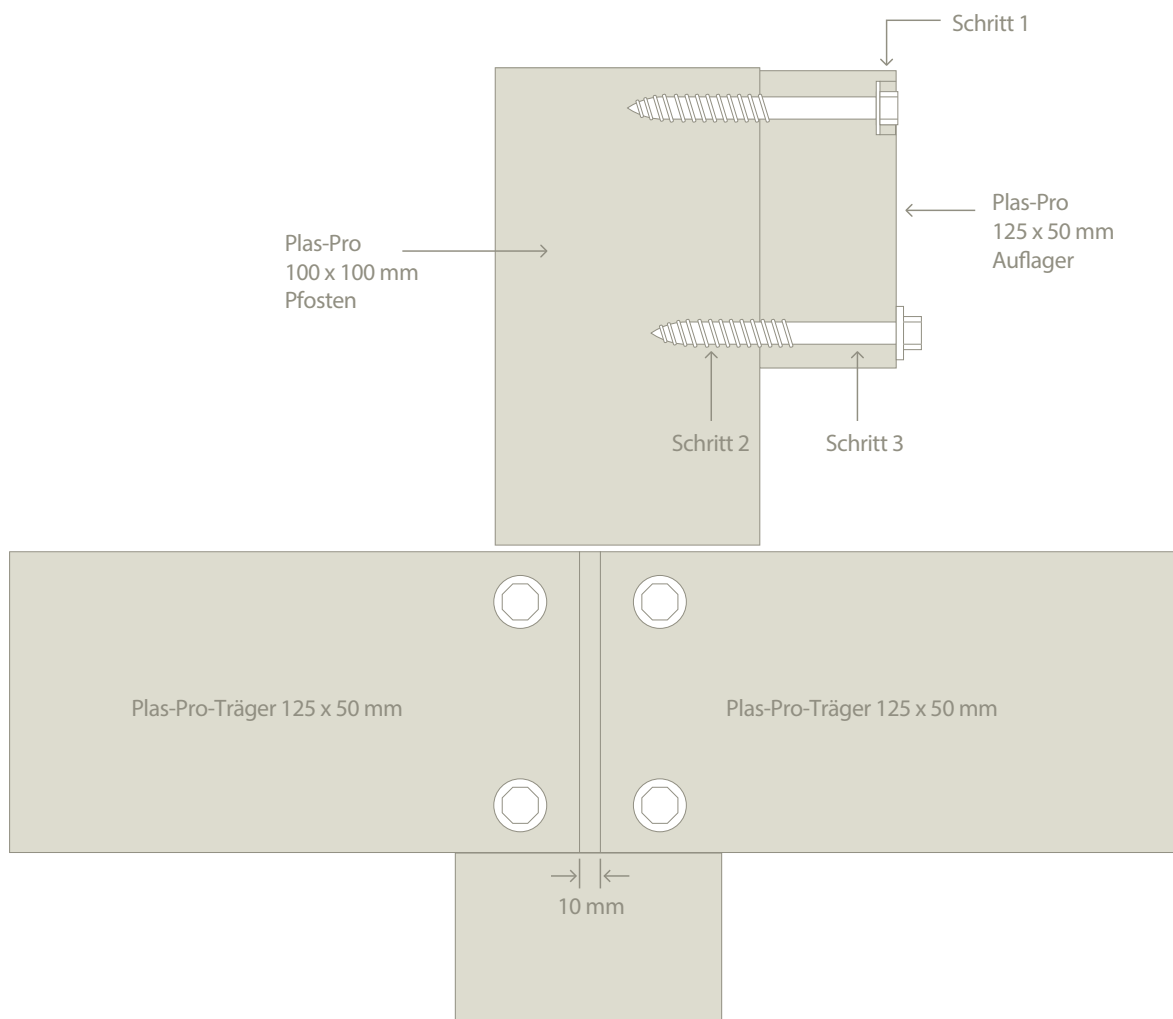 Schritt 1
Plas-Pro
125 x 50 mm
Auflager
Plas-Pro
100 x 100 mm
Pfosten
Schritt 2
Schritt 3
Plas-Pro-Träger 125 x 50 mm
Plas-Pro-Träger 125 x 50 mm
10 mm